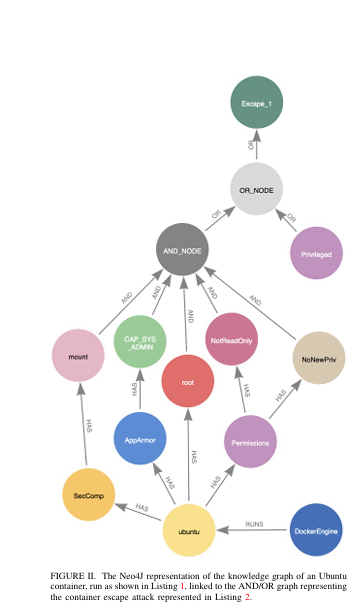 Escape_1
OR
OR_NODE
OR
OR
AND_NODE
Privileged
AND
AND
AND
AND
AND
mount
CAP_SYS
_ADMIN
NotReadOnly
NoNewPriv
root
HAS
HAS
HAS
HAS
HAS
AppArmor
Permissions
SecComp
HAS
HAS
HAS
ubuntu
RUNS
DockerEngine
FIGURE II. The Neo4J representation of the knowledge graph of an Ubuntu
container, run as shown in Listing 1, linked to the AND/OR graph representing
the container escape attack represented in Listing 2.